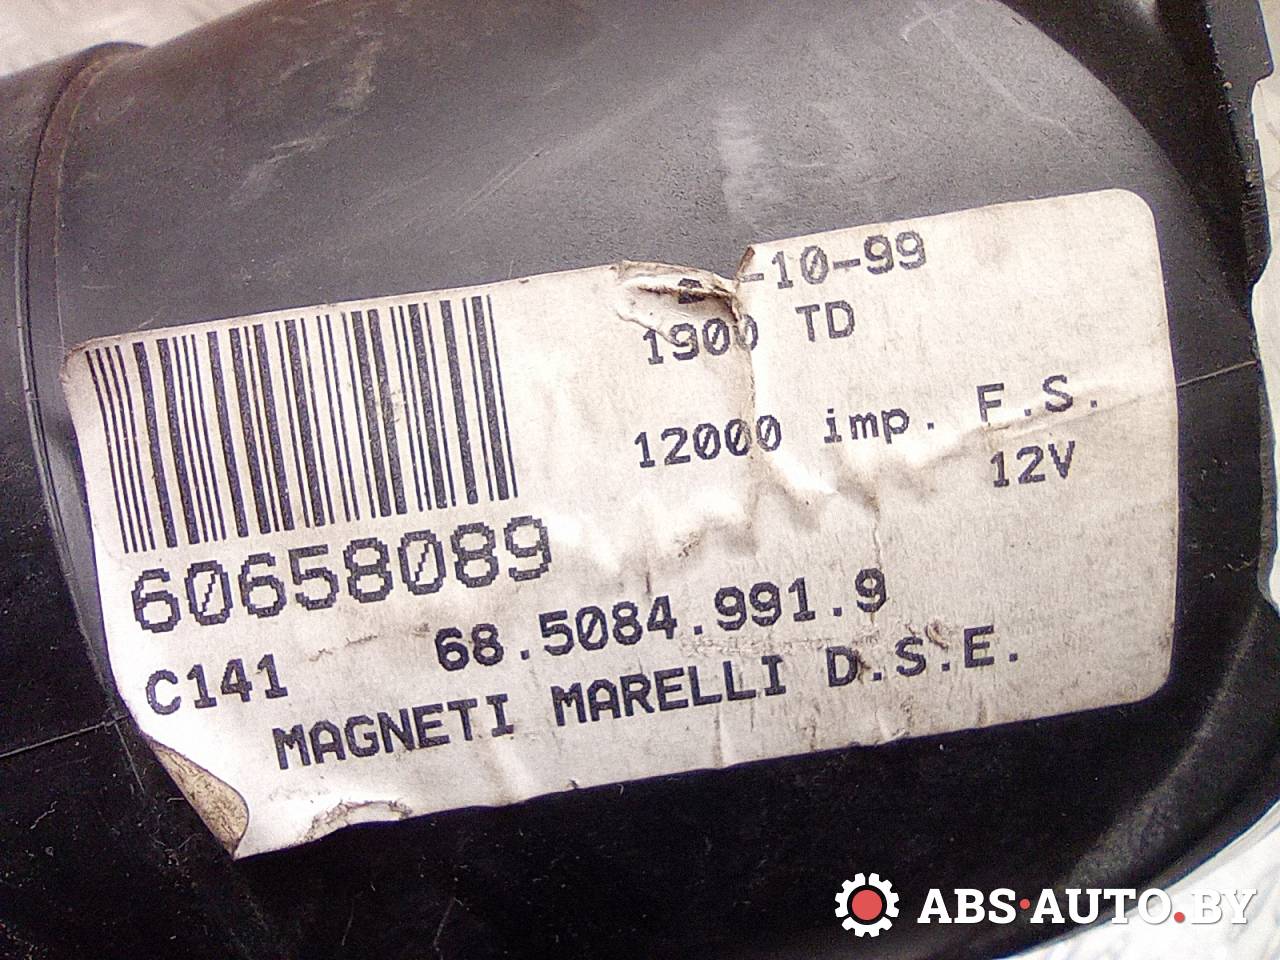 -10-99
1900 TD
12000 imp. F.S.
12V
60658089
68.5084.991.9
C141
MAGNETI MARELLI D.S.E.
ABS·AUTO.BY